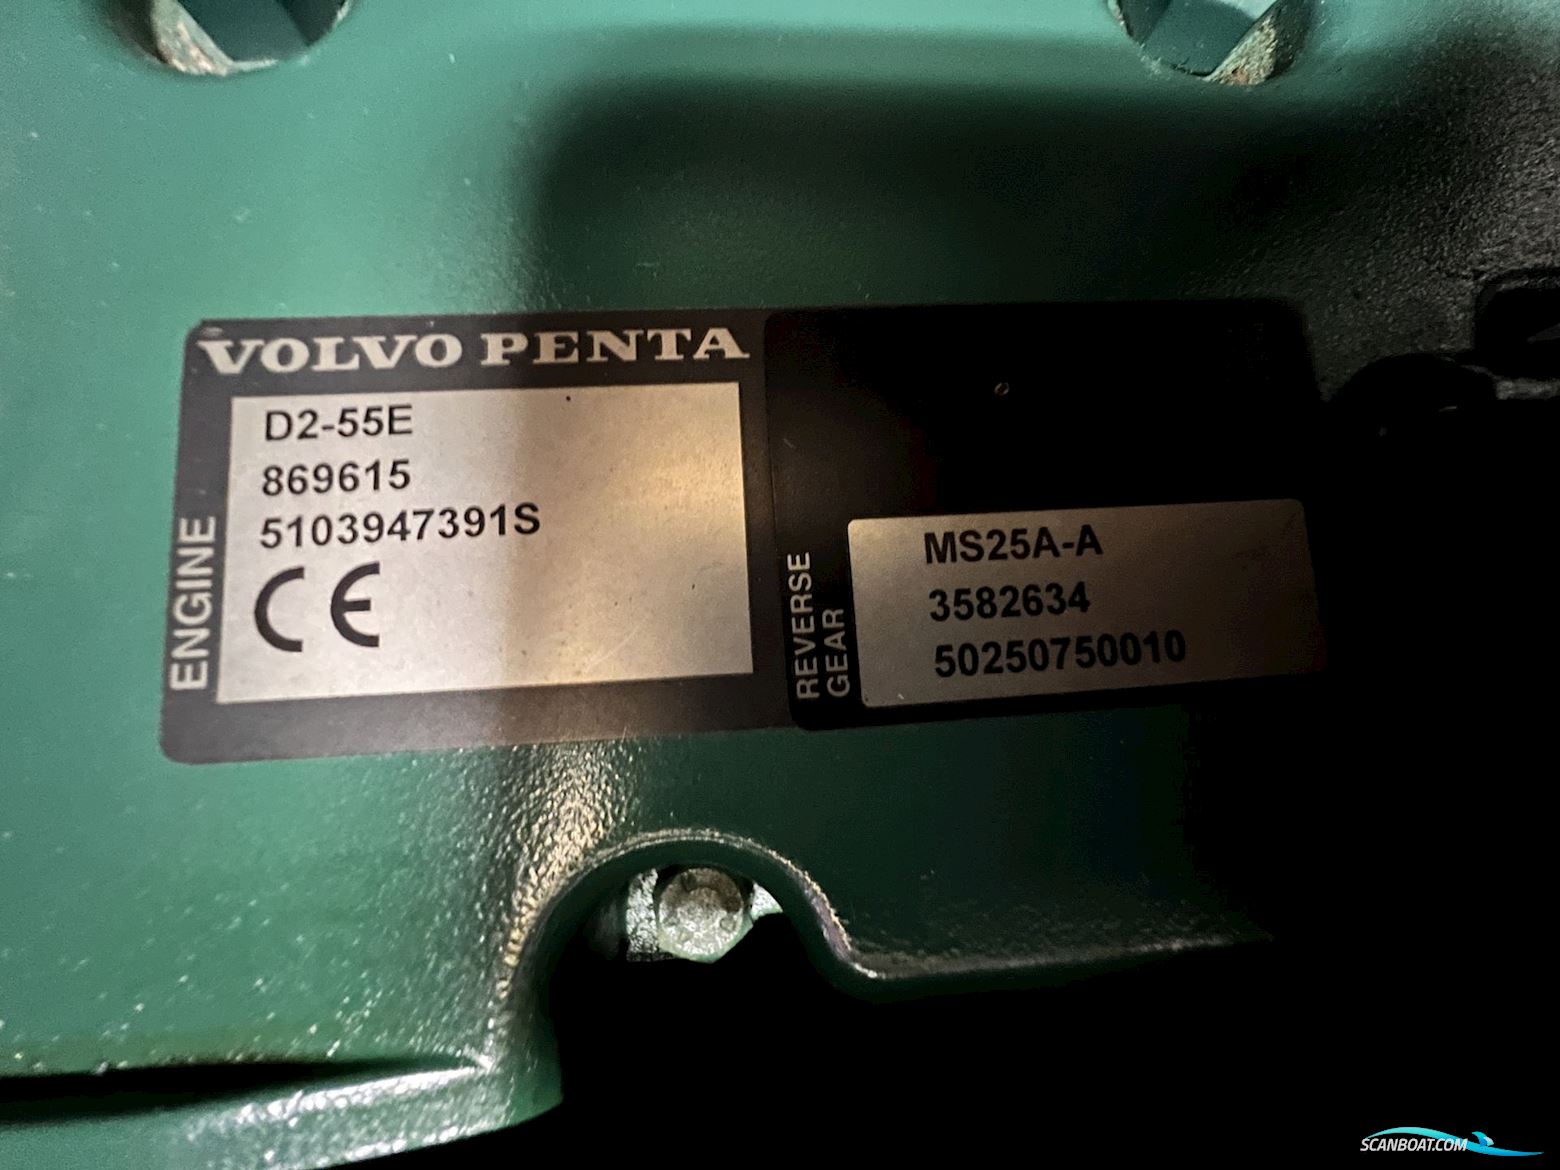 VOLVO PENTA
ENGINE
D2-55E
869615
5103947391S
CE
REVERSE
GEAR
MS25A-A
3582634
50250750010
SCANBOAT.COM